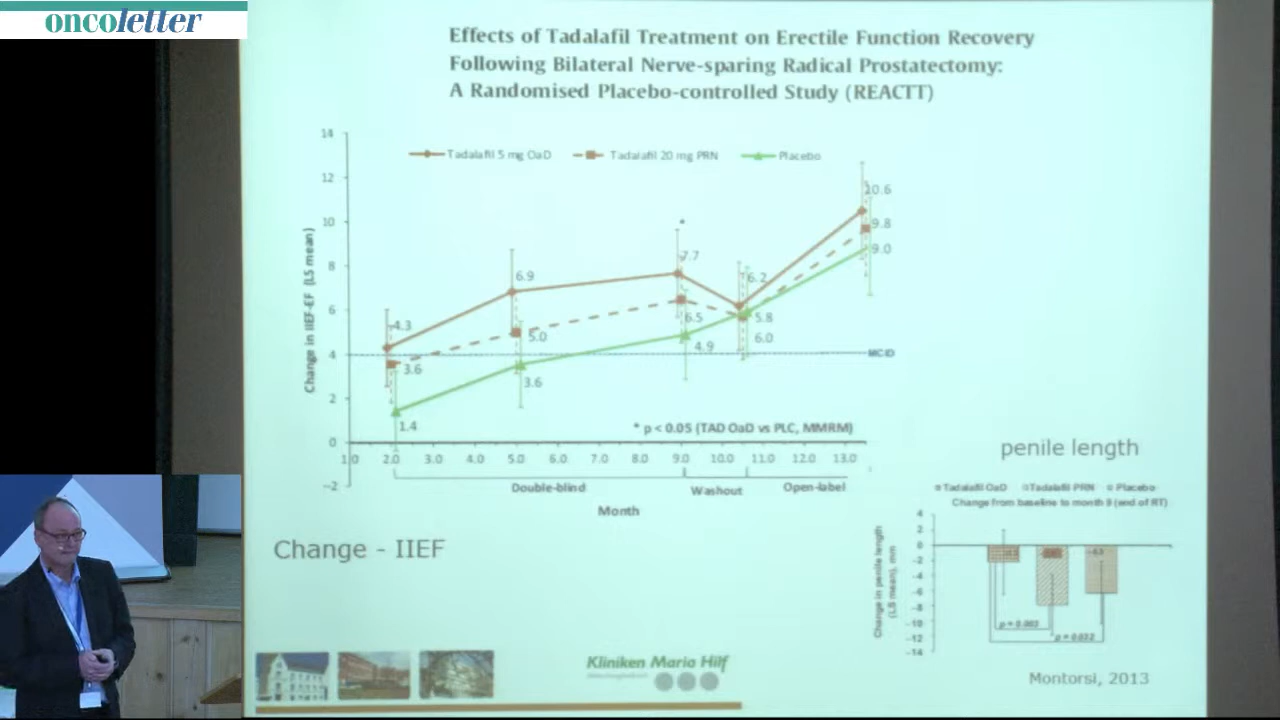 oncoletter
Effects of Tadalafil Treatment on Erectile Function Recovery
Following Bilateral Nerve-sparing Radical Prostatectomy:
A Randomised Placebo-controlled Study (REACTT)
Tadalafil 5 mg OaD
Tadalafil 20 mg PRN
Placebo
Change in IIEF-EF (LS mean)
14
12
10
8
6
4
2
0
−2
4.3
3.6
1.4
6.9
5.0
3.6
*
7.7
6.5
4.9
6.2
5.8
6.0
10.6
9.8
9.0
MCID
* p < 0.05 (TAD OaD vs PLC, MMRM)
1.0 2.0 3.0 4.0 5.0 6.0 7.0 8.0 9.0 10.0 11.0 12.0 13.0
Double-blind
Washout
Open-label
Month
Change - IIEF
penile length
Tadalafil OaD Tadalafil PRN Placebo
Change from baseline to month 9 (end of RT)
Change in penile length
(LS mean), mm
4
2
0
−2
−4
−6
−8
−10
−12
−14
p = 0.032
Kliniken Maria Hilf
Montorsi, 2013